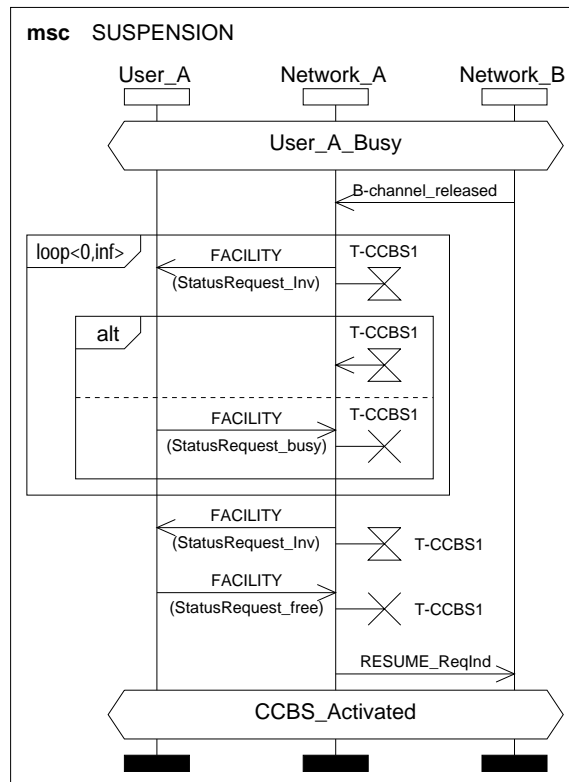 msc SUSPENSION
User_A Network_A Network_B
User_A_Busy
B-channel_released
loop<0,inf>
FACILITY
T-CCBS1
(StatusRequest_Inv)
alt
T-CCBS1
FACILITY
T-CCBS1
(StatusRequest_busy)
FACILITY
(StatusRequest_Inv)
T-CCBS1
FACILITY
(StatusRequest_free)
T-CCBS1
RESUME_ReqInd
CCBS_Activated